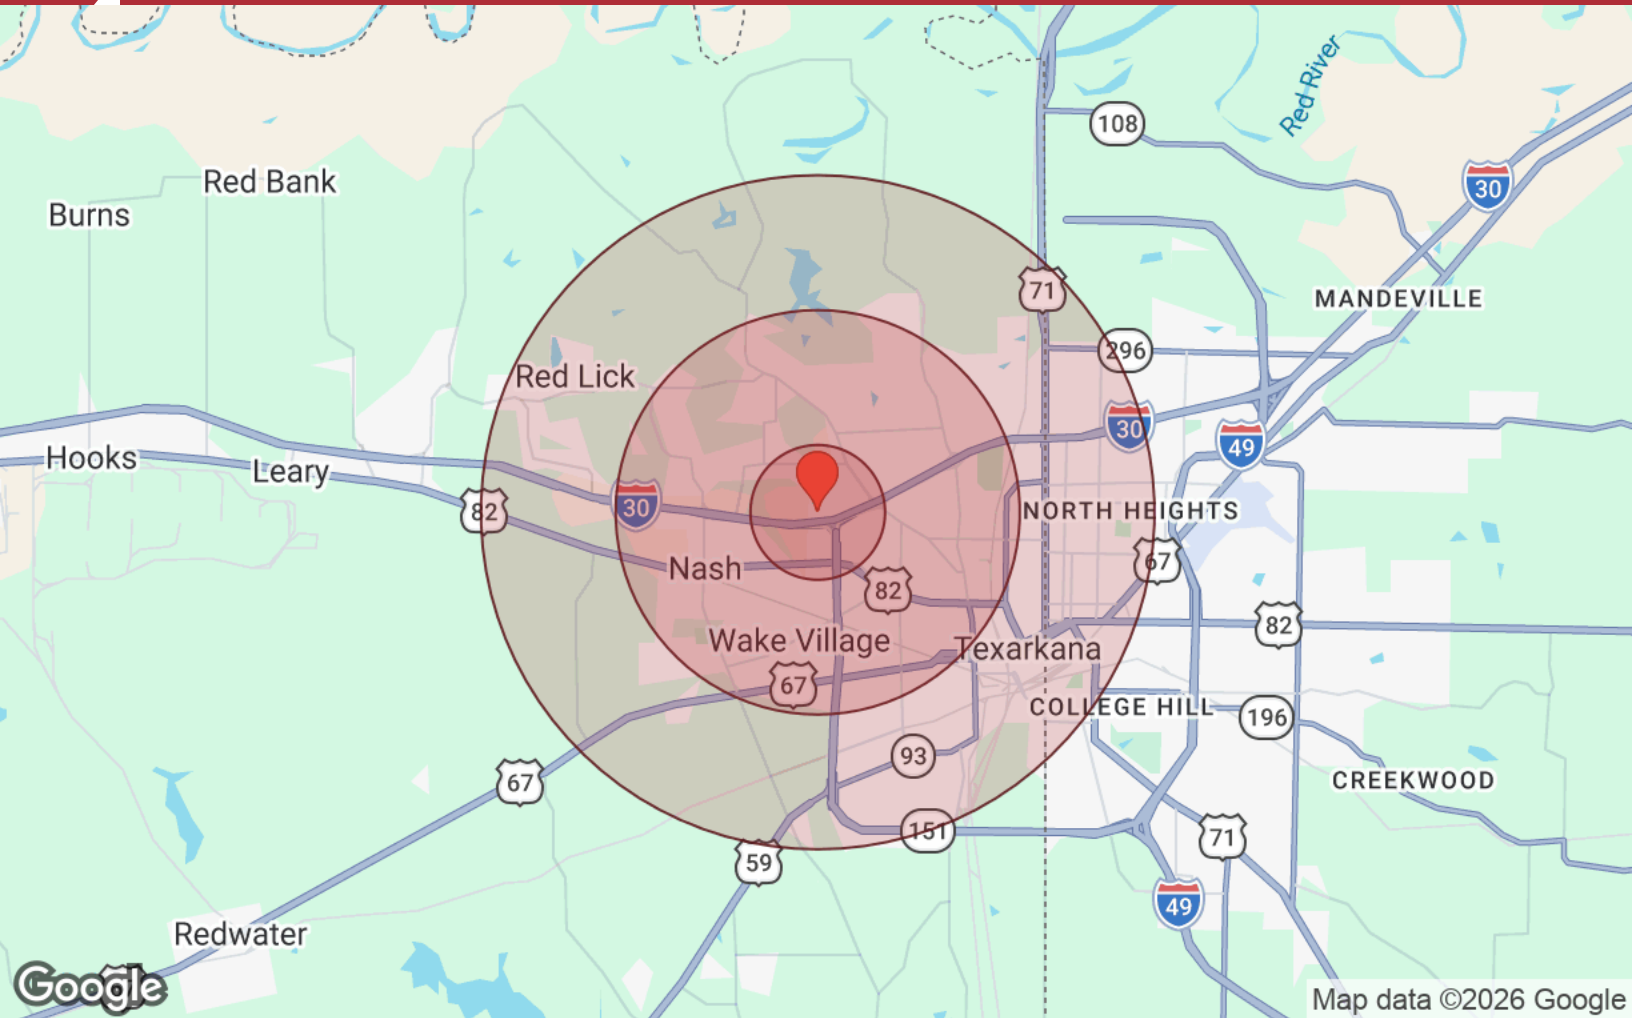 Red River
108
Red Bank
30
Burns
71
MANDEVILLE
296
Red Lick
30
49
Hooks
Leary
82
30
NORTH HEIGHTS
67
Nash
82
82
Wake Village
Texarkana
67
COLLEGE HILL
196
93
67
CREEKWOOD
151
71
59
49
Redwater
Google
Map data ©2026 Google